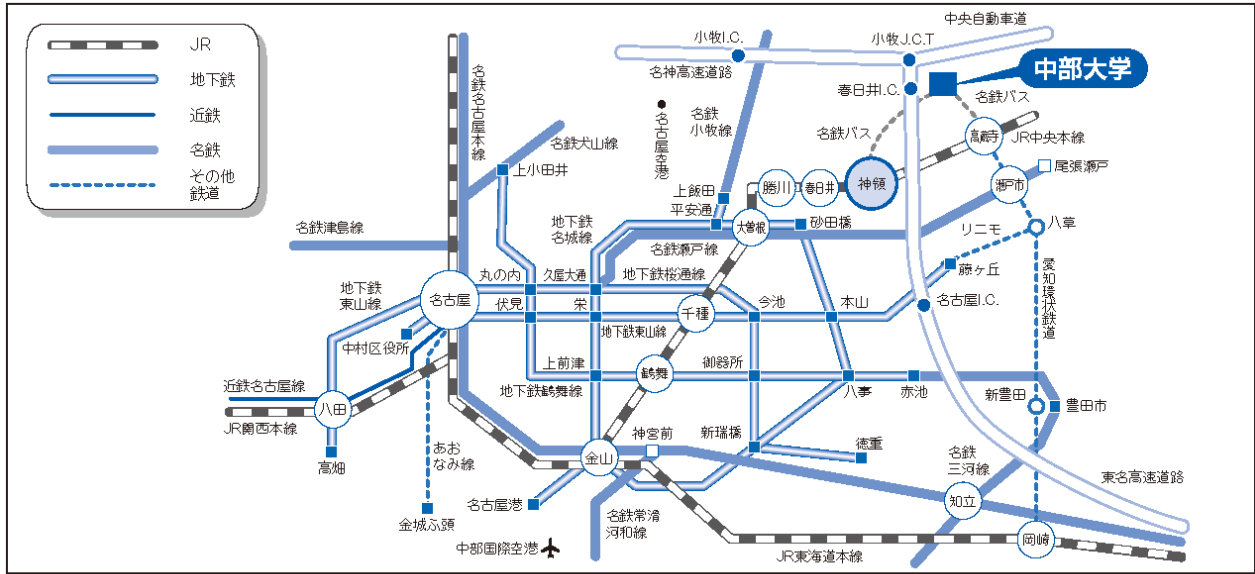 JR
地下鉄
近鉄
名鉄
その他
鉄道
中央自動車道
小牧I.C.
小牧J.C.T
名神高速道路
中部大学
春日井I.C.
名鉄バス
名鉄バス
名鉄名古屋本線
名鉄犬山線
上小田井
名古屋空港
名鉄
小牧線
高蔵寺
JR中央本線
尾張瀬戸
瀬戸市
神領
春日井
勝川
上飯田
平安通
大曽根
砂田橋
地下鉄
名城線
名鉄瀬戸線
名鉄津島線
リニモ
八草
藤ヶ丘
愛知環状鉄道
丸の内
久屋大通
地下鉄桜通線
地下鉄
東山線
名古屋
伏見
栄
千種
今池
本山
名古屋I.C.
地下鉄東山線
中村区役所
上前津
鶴舞
御器所
八事
赤池
地下鉄鶴舞線
新豊田
豊田市
近鉄名古屋線
八田
JR関西本線
高畑
あお
なみ線
金山
神宮前
新瑞橋
徳重
名鉄
三河線
東名高速道路
名古屋港
金城ふ頭
名鉄常滑
河和線
知立
中部国際空港
JR東海道本線
岡崎